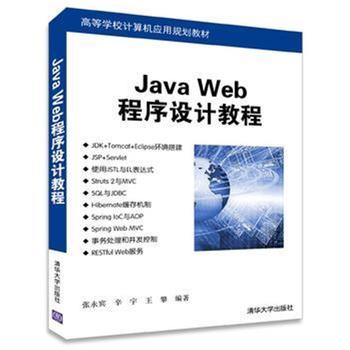 高等学校计算机应用规划教材
Java Web
程序设计教程
JDK+Tomcat+Eclipse环境搭建
JSP+Servlet
使用JSTL与EL表达式
Struts 2与MVC
SQL与JDBC
Hibernate缓存机制
Spring IoC与AOP
Spring Web MVC
事务处理和并发控制
RESTful Web服务
张永宾 辛宇 王攀 编著
清华大学出版社
Java Web程序设计教程
清华大学出版社